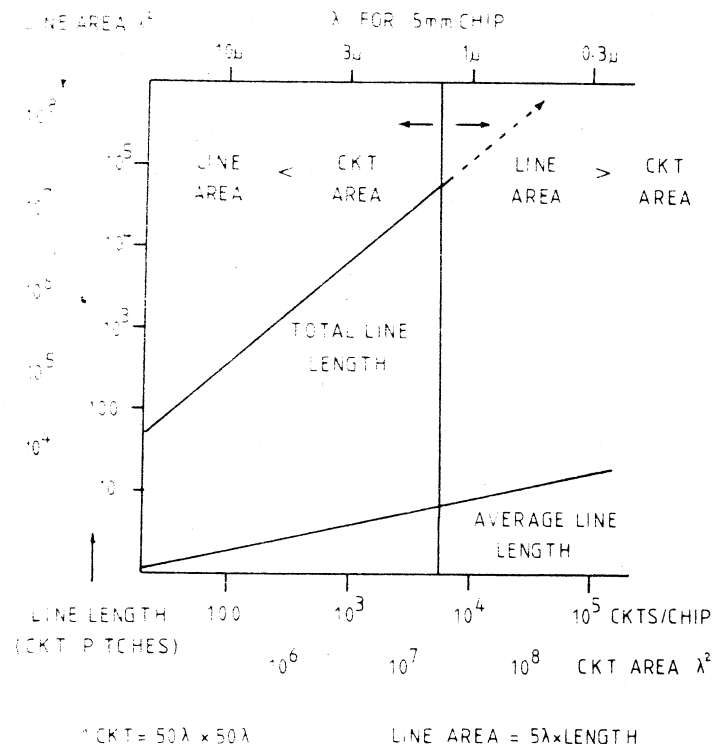 LINE AREA λ²
λ FOR 5mm CHIP
10μ 3μ 1μ 0.3μ
10⁸
10⁵
LINE AREA < CKT AREA
LINE AREA > CKT AREA
10⁷
10⁴
10⁶
10³
TOTAL LINE
LENGTH
10⁵
100
10⁴
10
AVERAGE LINE
LENGTH
LINE LENGTH
(CKT PITCHES)
100 10³ 10⁴ 10⁵ CKTS/CHIP
10⁶ 10⁷ 10⁸ CKT AREA λ²
1 CKT = 50λ × 50λ
LINE AREA = 5λ×LENGTH